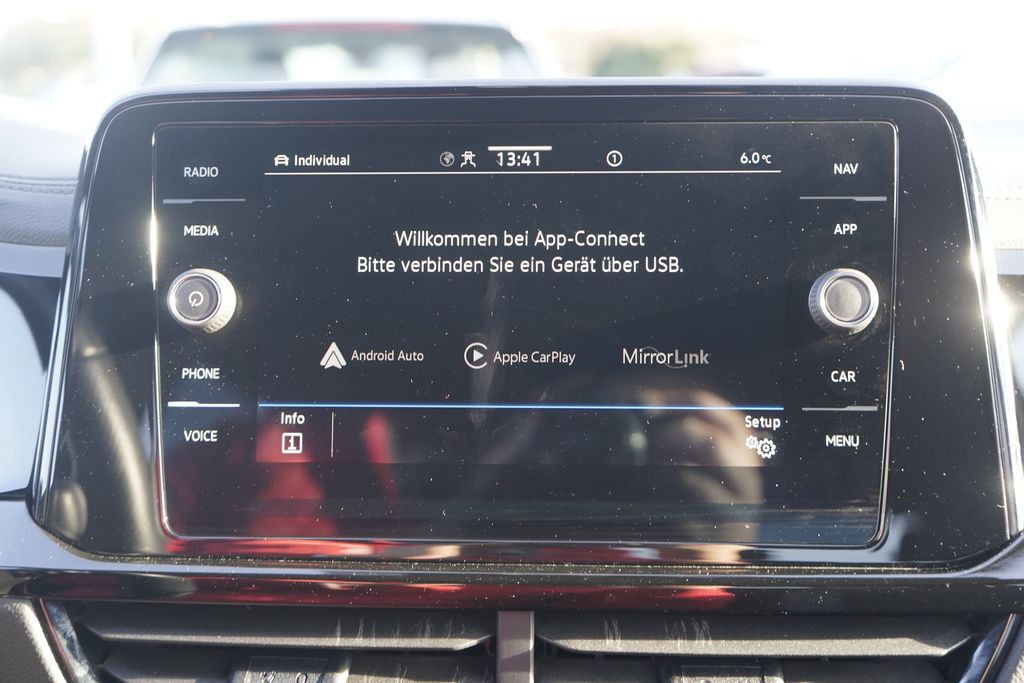 RADIO
MEDIA
PHONE
VOICE
Individual
13:41
1
6.0°C
Willkommen bei App-Connect
Bitte verbinden Sie ein Gerät über USB.
Android Auto
Apple CarPlay
MirrorLink
Info
Setup
NAV
APP
CAR
MENU